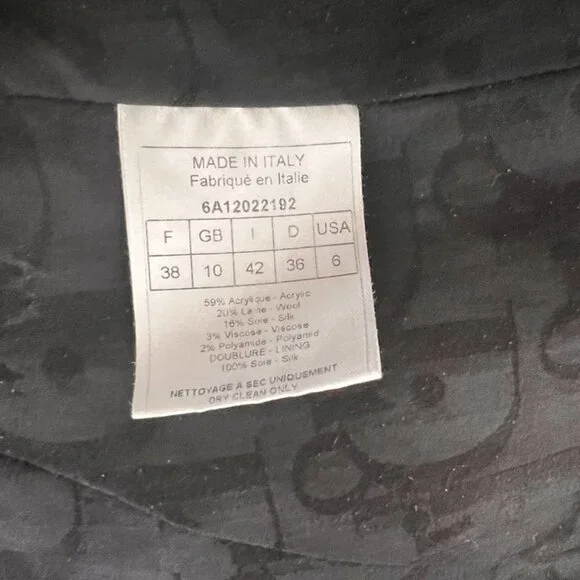 MADE IN ITALY
Fabriqué en Italie
6A12022192
F GB I D USA
38 10 42 36 6
59% Acrylique - Acrylic
20% Laine - Wool
16% Soie - Silk
3% Viscose - Viscose
2% Polyamide - Polyamid
DOUBLURE - LINING
100% Soie - Silk
NETTOYAGE A SEC UNIQUEMENT
DRY CLEAN ONLY